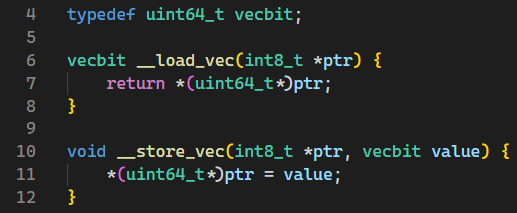 4 typedef uint64_t vecbit;
5
6 vecbit __load_vec(int8_t *ptr) {
7     return *(uint64_t*)ptr;
8 }
9
10 void __store_vec(int8_t *ptr, vecbit value) {
11     *(uint64_t*)ptr = value;
12 }